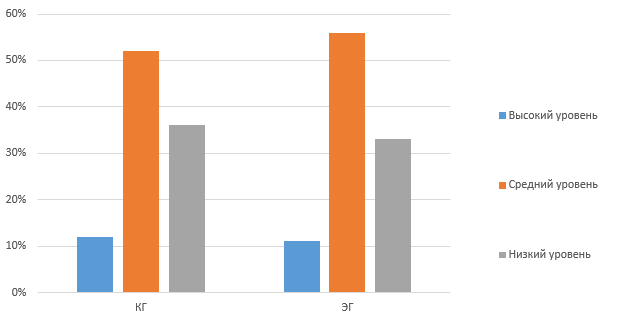 60%
50%
40%
30%
20%
10%
0%
КГ
ЭГ
Высокий уровень
Средний уровень
Низкий уровень